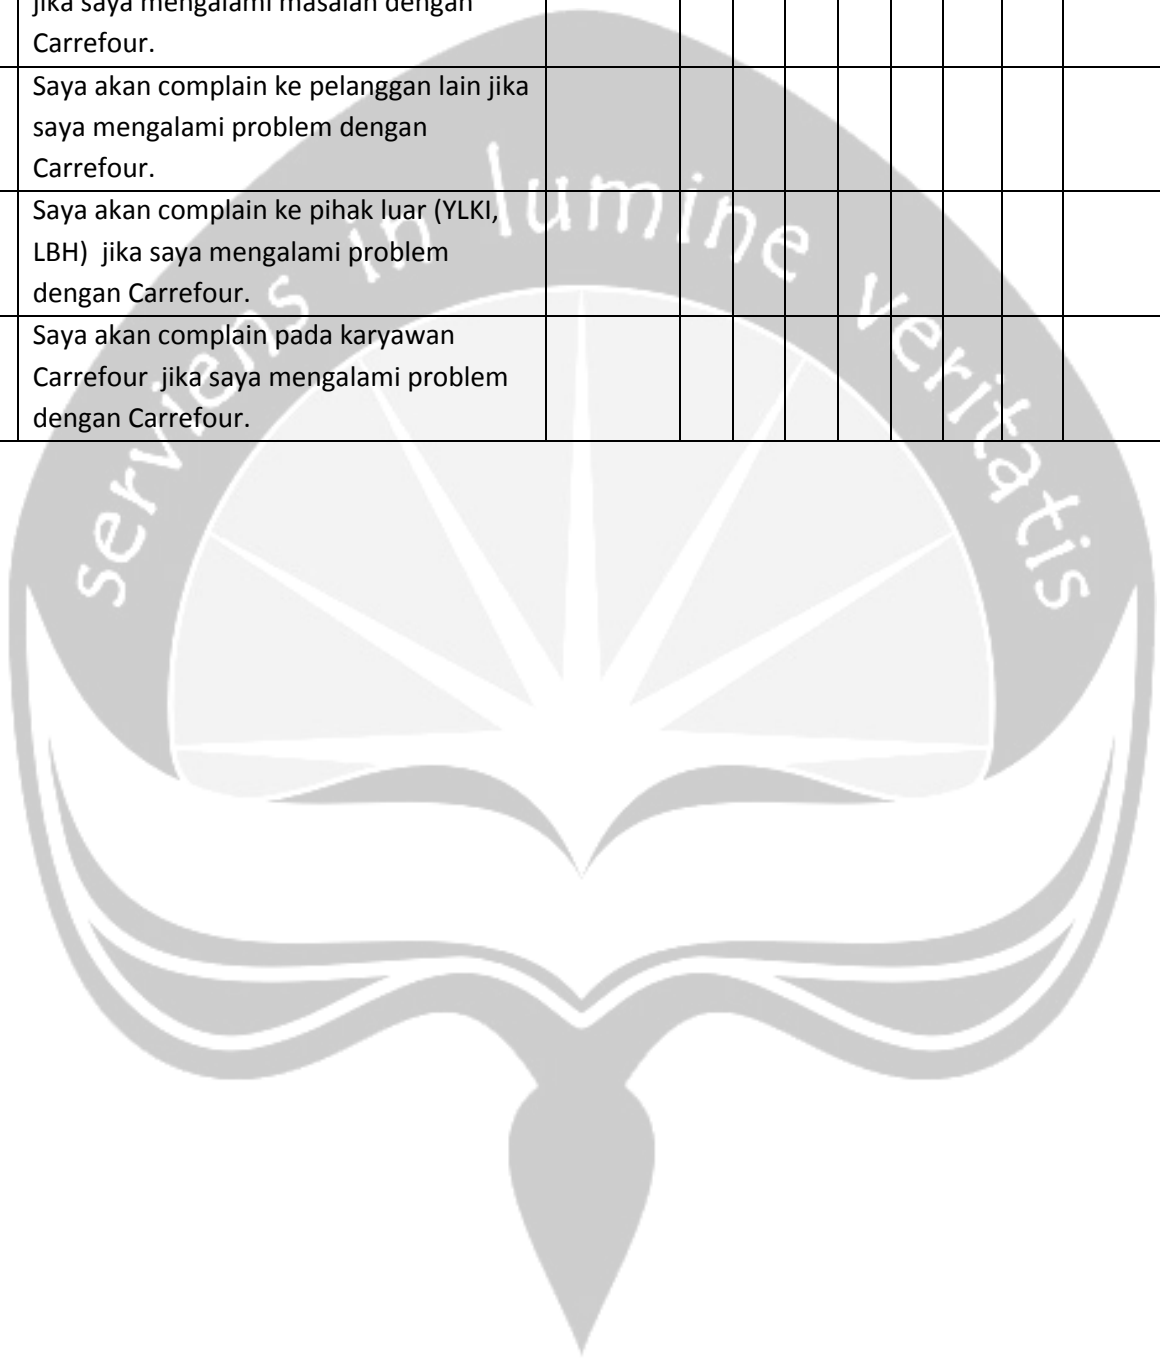 jika saya mengalami masalah dengan
Carrefour.
Saya akan complain ke pelanggan lain jika
saya mengalami problem dengan
Carrefour.
Saya akan complain ke pihak luar (YLKI,
LBH)  jika saya mengalami problem
dengan Carrefour.
Saya akan complain pada karyawan
Carrefour  jika saya mengalami problem
dengan Carrefour.
serviens in lumine veritatis